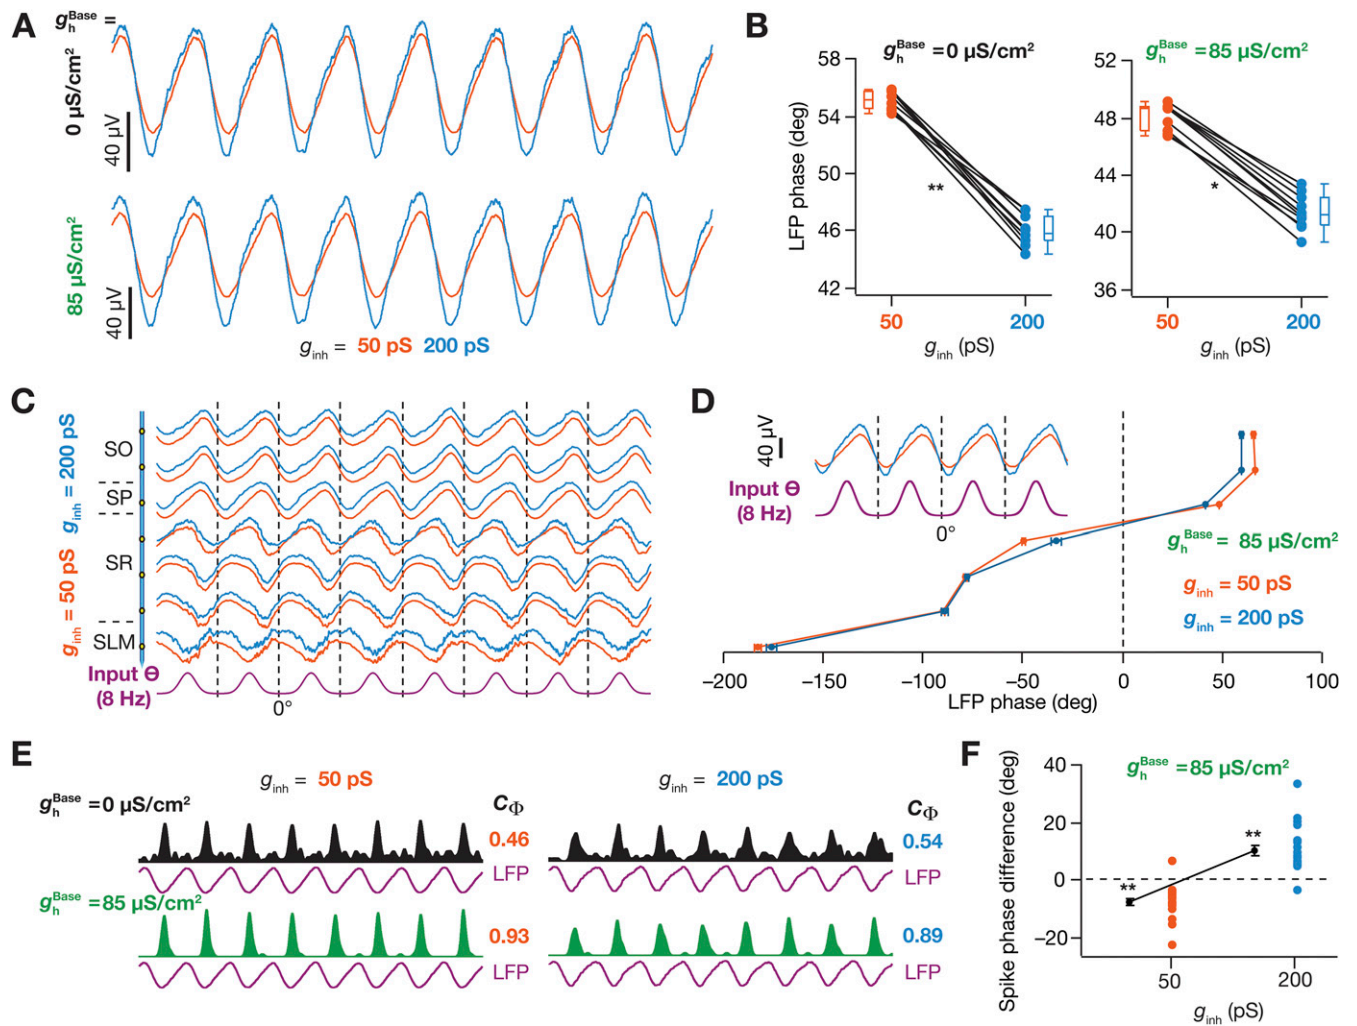 A
g_h^Base =
0 µS/cm²
40 µV
85 µS/cm²
40 µV
g_inh = 50 pS 200 pS
B
g_h^Base = 0 µS/cm²
58
54
50
46
42
LFP phase (deg)
**
50
200
g_inh (pS)
g_h^Base = 85 µS/cm²
52
48
44
40
36
*
50
200
g_inh (pS)
C
g_inh = 50 pS g_inh = 200 pS
SO
SP
SR
SLM
Input Θ
(8 Hz)
0°
D
40 µV
Input Θ
(8 Hz)
0°
g_h^Base = 85 µS/cm²
g_inh = 50 pS
g_inh = 200 pS
−200 −150 −100 −50 0 50 100
LFP phase (deg)
E
g_inh = 50 pS
g_inh = 200 pS
g_h^Base = 0 µS/cm²
C_Φ
C_Φ
0.46
0.54
LFP
LFP
g_h^Base = 85 µS/cm²
0.93
0.89
LFP
LFP
F
g_h^Base = 85 µS/cm²
40
20
0
−20
Spike phase difference (deg)
**
**
50
200
g_inh (pS)